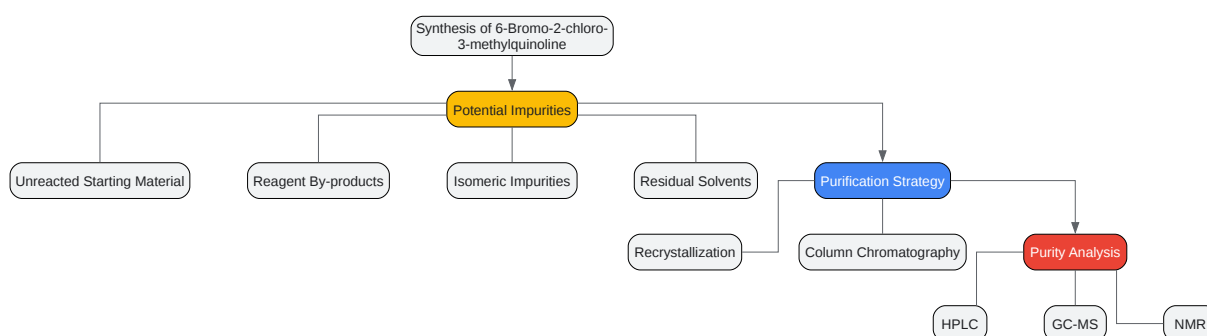 Synthesis of 6-Bromo-2-chloro-
3-methylquinoline
Potential Impurities
Unreacted Starting Material
Reagent By-products
Isomeric Impurities
Residual Solvents
Purification Strategy
Recrystallization
Column Chromatography
Purity Analysis
HPLC
GC-MS
NMR